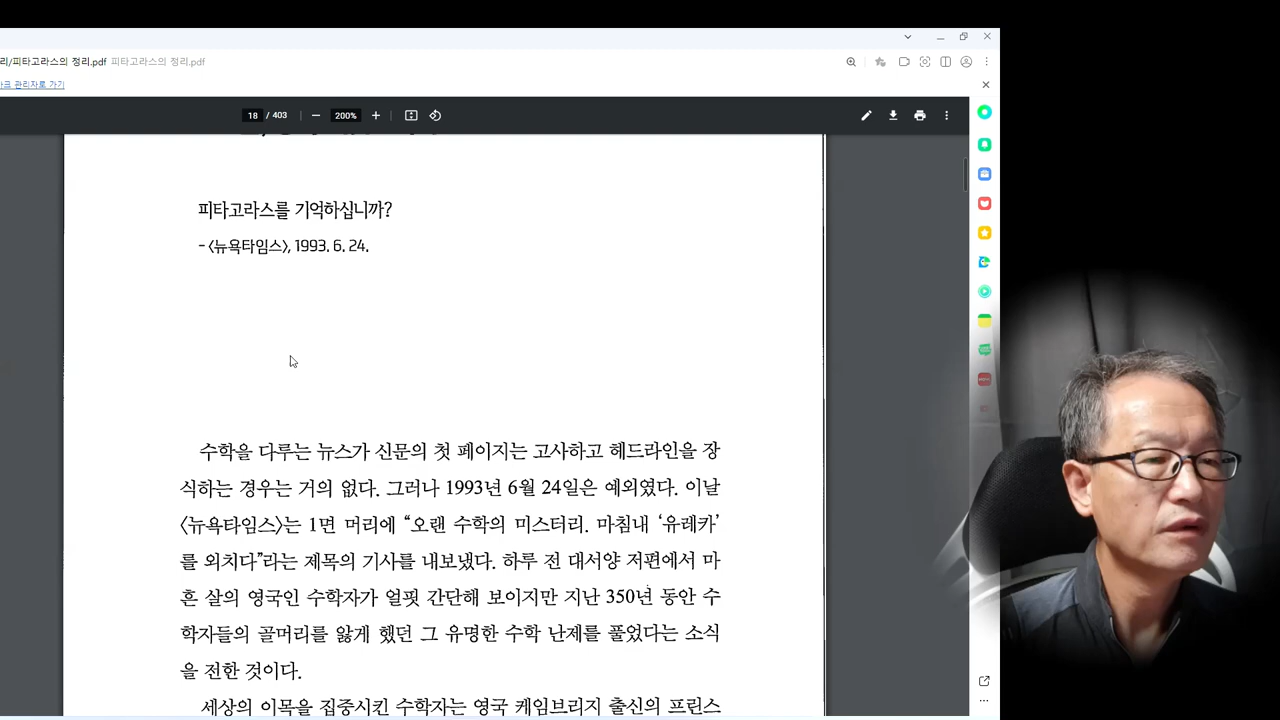 리/피타고라스의 정리.pdf 피타고라스의 정리.pdf
크 관리자로 가기
18 / 403 200%
피타고라스를 기억하십니까?
- 〈뉴욕타임스〉, 1993. 6. 24.
수학을 다루는 뉴스가 신문의 첫 페이지는 고사하고 헤드라인을 장
식하는 경우는 거의 없다. 그러나 1993년 6월 24일은 예외였다. 이날
〈뉴욕타임스〉는 1면 머리에 “오랜 수학의 미스터리. 마침내 ‘유레카’
를 외치다”라는 제목의 기사를 내보냈다. 하루 전 대서양 저편에서 마
흔 살의 영국인 수학자가 얼핏 간단해 보이지만 지난 350년 동안 수
학자들의 골머리를 앓게 했던 그 유명한 수학 난제를 풀었다는 소식
을 전한 것이다.
세상의 이목을 집중시킨 수학자는 영국 케임브리지 출신의 프린스